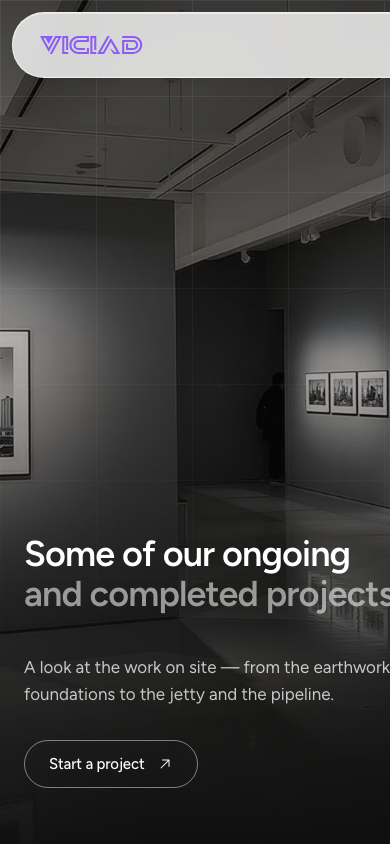 VICIAD
Some of our ongoing
and completed projects
A look at the work on site — from the earthwork
foundations to the jetty and the pipeline.
Start a project